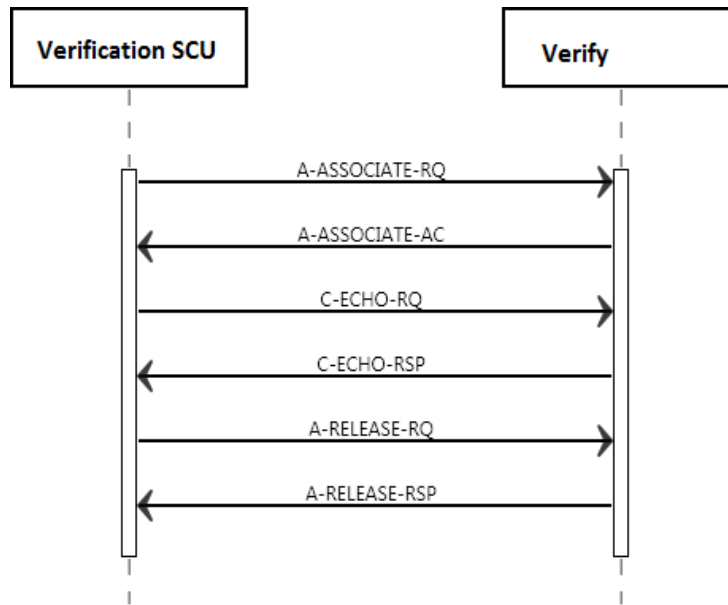 Verification SCU
Verify
A-ASSOCIATE-RQ
A-ASSOCIATE-AC
C-ECHO-RQ
C-ECHO-RSP
A-RELEASE-RQ
A-RELEASE-RSP